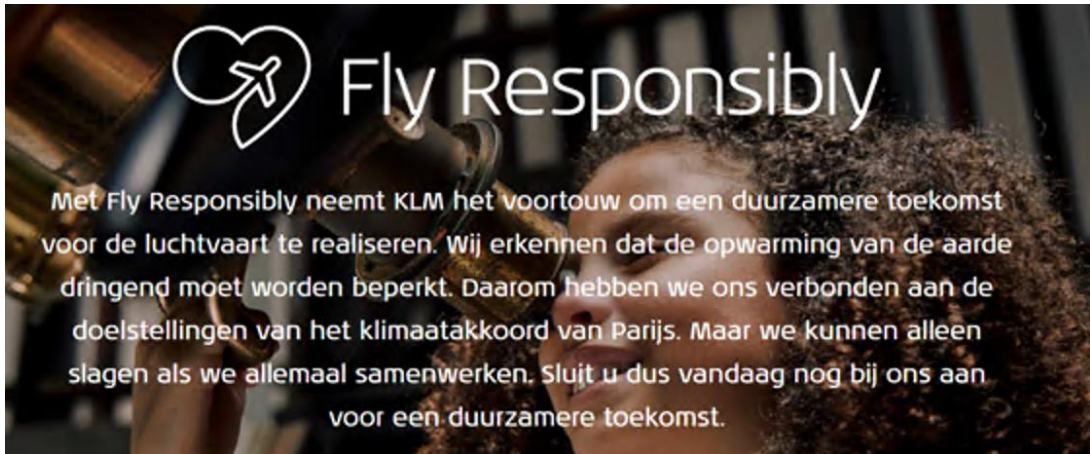 Fly Responsibly
Met Fly Responsibly neemt KLM het voortouw om een duurzamere toekomst
voor de luchtvaart te realiseren. Wij erkennen dat de opwarming van de aarde
dringend moet worden beperkt. Daarom hebben we ons verbonden aan de
doelstellingen van het klimaatakkoord van Parijs. Maar we kunnen alleen
slagen als we allemaal samenwerken. Sluit u dus vandaag nog bij ons aan
voor een duurzamere toekomst.